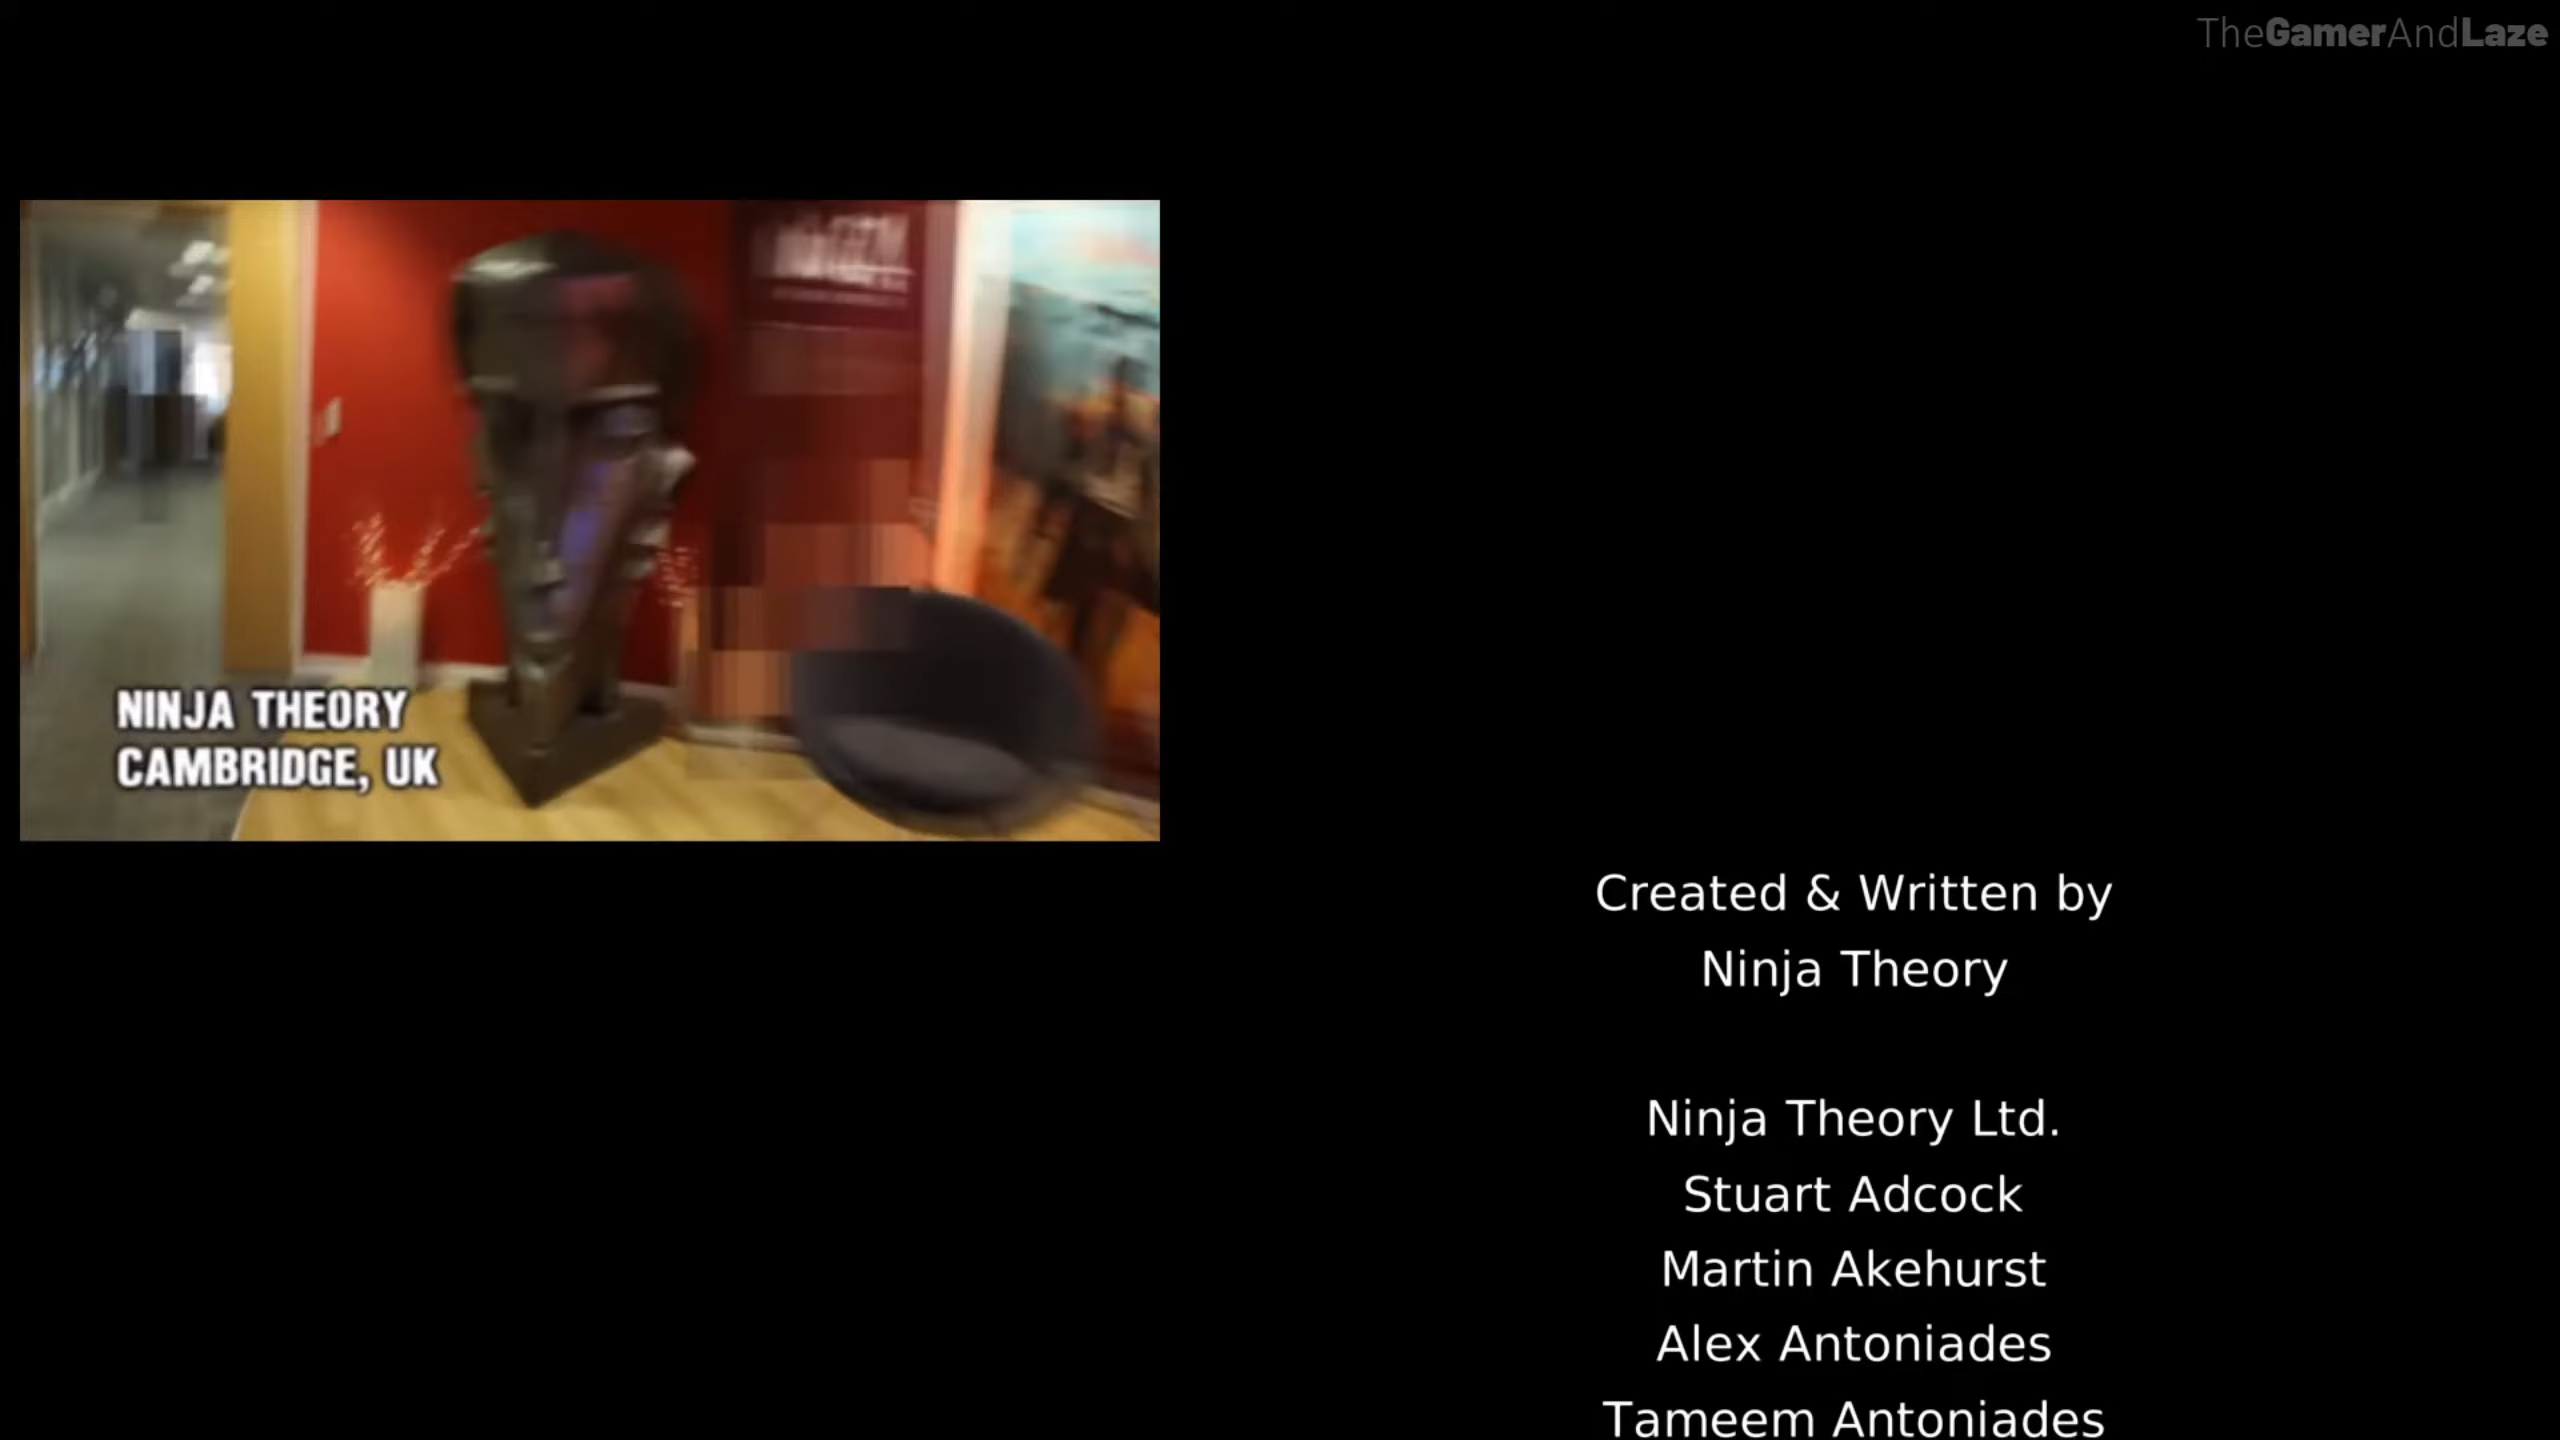 TheGamerAndLaze
NINJA THEORY
CAMBRIDGE, UK
Created & Written by
Ninja Theory
Ninja Theory Ltd.
Stuart Adcock
Martin Akehurst
Alex Antoniades
Tameem Antoniades